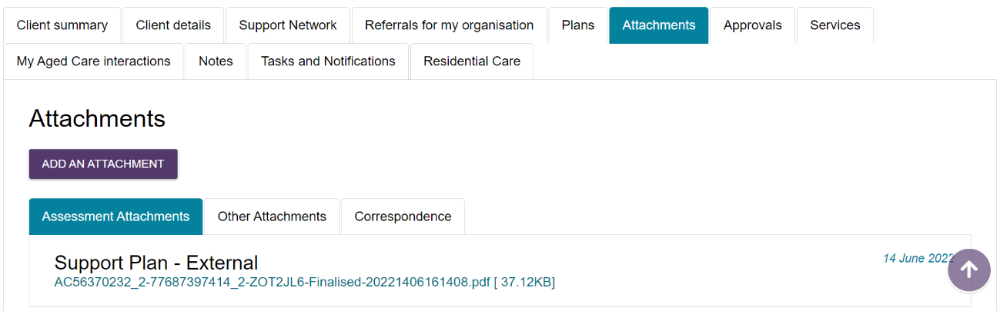 Client summary Client details Support Network Referrals for my organisation Plans Attachments Approvals Services
My Aged Care interactions Notes Tasks and Notifications Residential Care
Attachments
ADD AN ATTACHMENT
Assessment Attachments Other Attachments Correspondence
Support Plan - External
14 June 2022
AC56370232_2-77687397414_2-ZOT2JL6-Finalised-20221406161408.pdf [ 37.12KB]